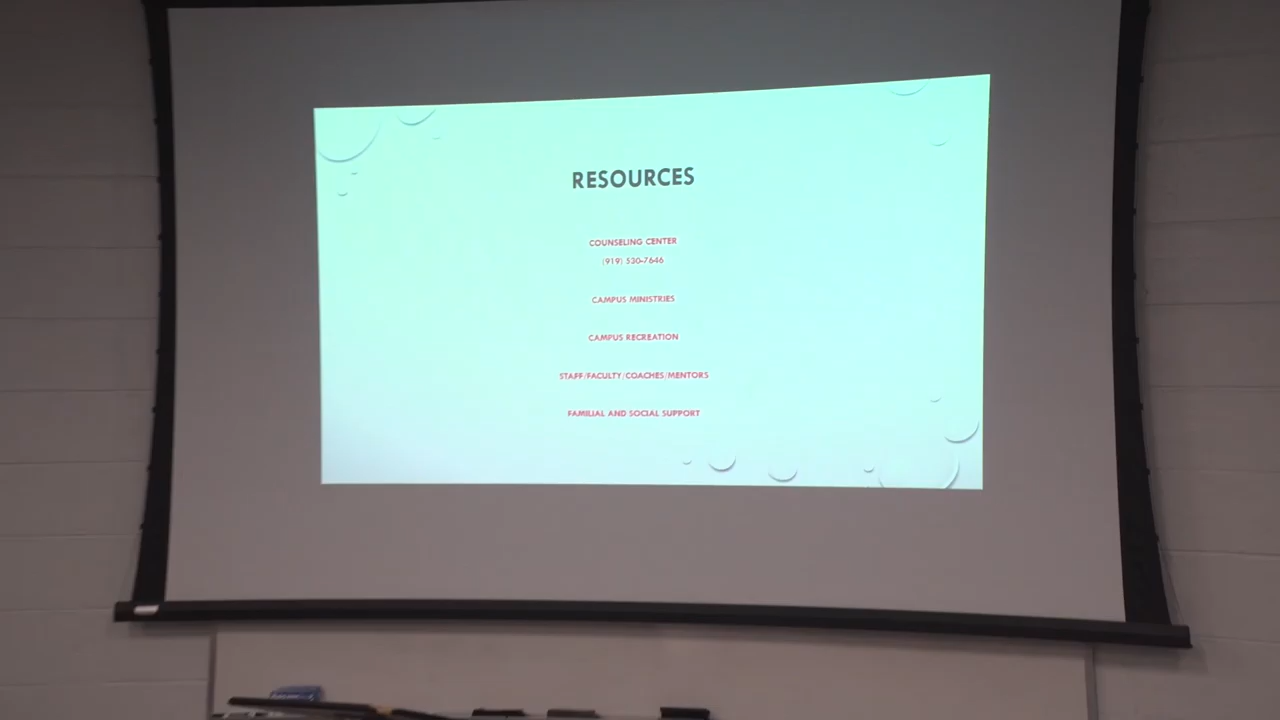 RESOURCES
COUNSELING CENTER
(919) 530-7646
CAMPUS MINISTRIES
CAMPUS RECREATION
STAFF/FACULTY/COACHES/MENTORS
FAMILIAL AND SOCIAL SUPPORT